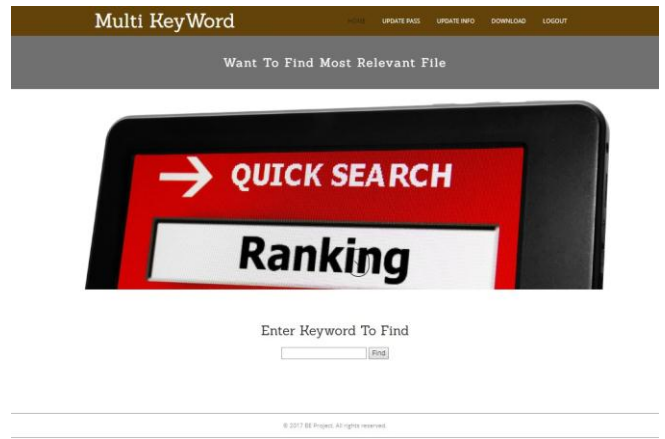 Multi KeyWord
HOME UPDATE PASS UPDATE INFO DOWNLOAD LOGOUT
Want To Find Most Relevant File
QUICK SEARCH
Ranking
Enter Keyword To Find
Find
© 2017 BE Project. All rights reserved.